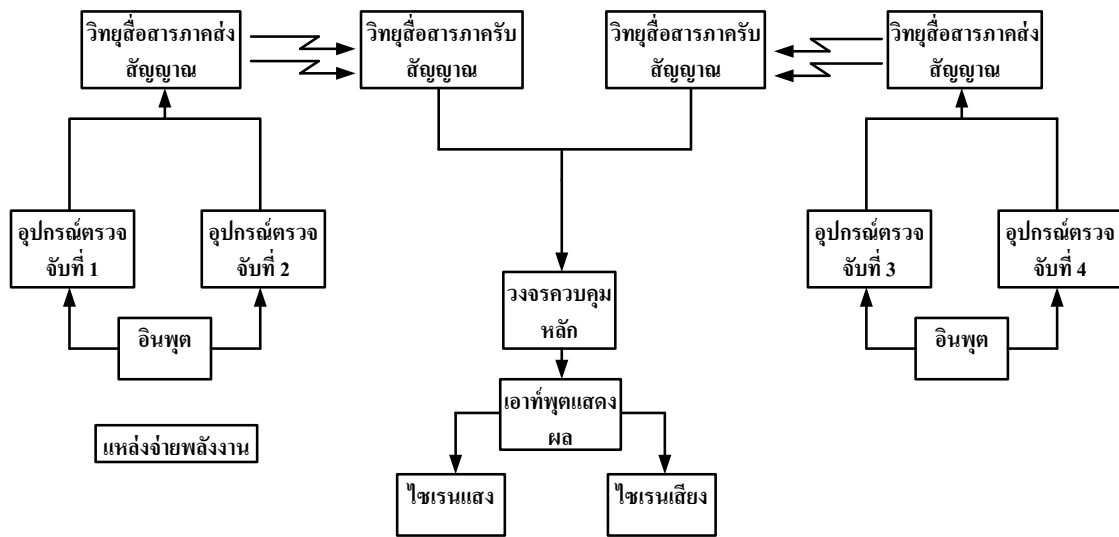 วิทยุสื่อสารภาคส่ง
สัญญาณ
วิทยุสื่อสารภาครับ
สัญญาณ
วิทยุสื่อสารภาครับ
สัญญาณ
วิทยุสื่อสารภาคส่ง
สัญญาณ
อุปกรณ์ตรวจ
จับที่ 1
อุปกรณ์ตรวจ
จับที่ 2
อุปกรณ์ตรวจ
จับที่ 3
อุปกรณ์ตรวจ
จับที่ 4
วงจรควบคุม
หลัก
อินพุต
อินพุต
เอาท์พุตแสดง
ผล
แหล่งจ่ายพลังงาน
ไซเรนแสง
ไซเรนเสียง